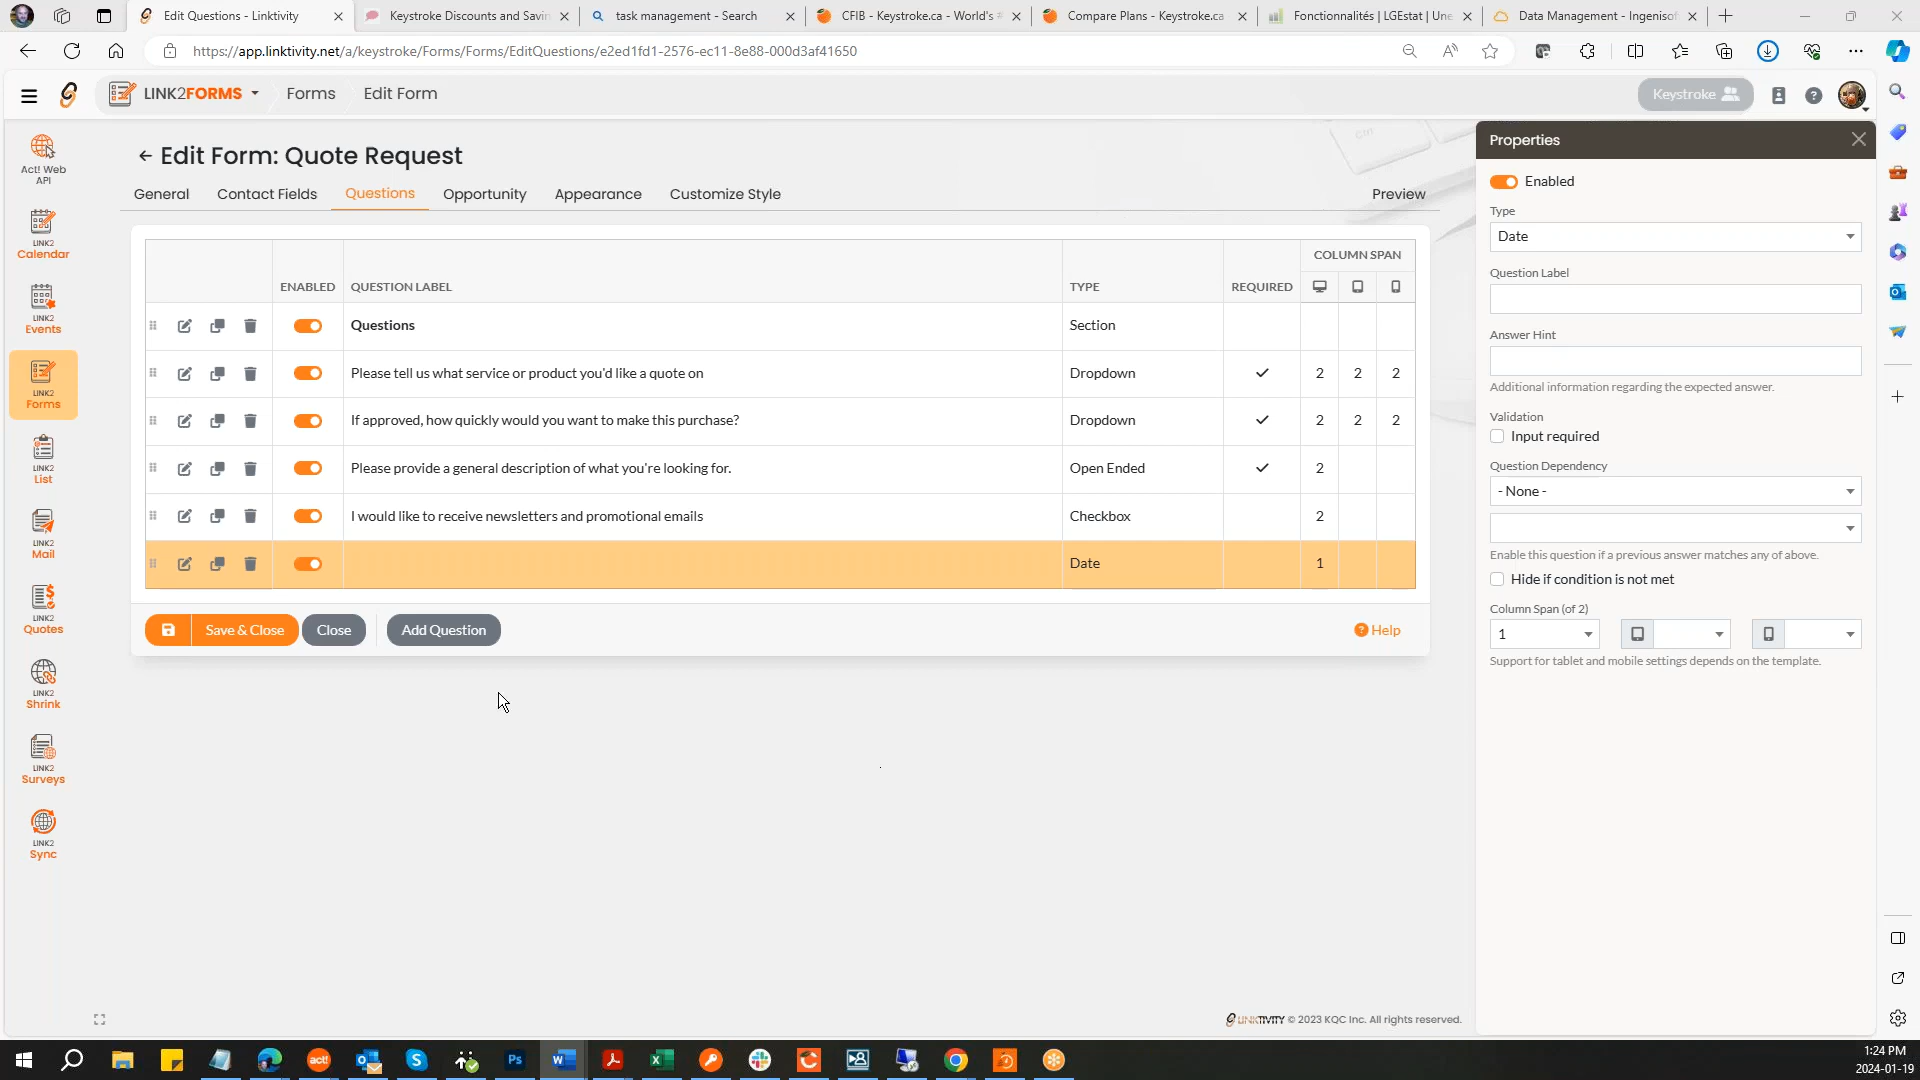 Edit Questions - Linktivity
Keystroke Discounts and Savin
task management - Search
CFIB - Keystroke.ca - World's
Compare Plans - Keystroke.ca
Fonctionnalités | LGEstat | Une
Data Management - Ingenisof
https://app.linktivity.net/a/keystroke/Forms/Forms/EditQuestions/e2ed1fd1-2576-ec11-8e88-000d3af41650
LINK2FORMS
Forms
Edit Form
Keystroke
Act! Web
API
LINK2
Calendar
LINK2
Events
LINK2
Forms
LINK2
List
LINK2
Mail
LINK2
Quotes
LINK2
Shrink
LINK2
Surveys
LINK2
Sync
← Edit Form: Quote Request
General
Contact Fields
Questions
Opportunity
Appearance
Customize Style
Preview
COLUMN SPAN
ENABLED
QUESTION LABEL
TYPE
REQUIRED
Questions Section
Please tell us what service or product you'd like a quote on Dropdown 2 2 2
If approved, how quickly would you want to make this purchase? Dropdown 2 2 2
Please provide a general description of what you're looking for. Open Ended 2
I would like to receive newsletters and promotional emails Checkbox 2
Date 1
Save & Close
Close
Add Question
Help
Properties
Enabled
Type
Date
Question Label
Answer Hint
Additional information regarding the expected answer.
Validation
Input required
Question Dependency
- None -
Enable this question if a previous answer matches any of above.
Hide if condition is not met
Column Span (of 2)
1
Support for tablet and mobile settings depends on the template.
LINKTIVITY © 2023 KQC Inc. All rights reserved.
1:24 PM
2024-01-19